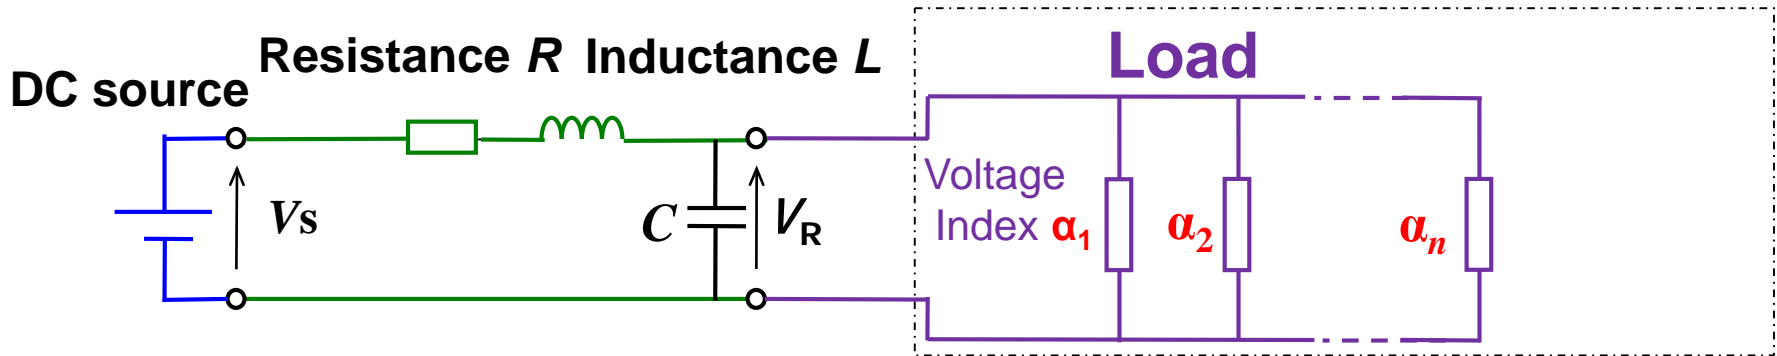 DC source
Resistance R
Inductance L
Load
Vs
C
VR
Voltage
Index α1
α2
αn